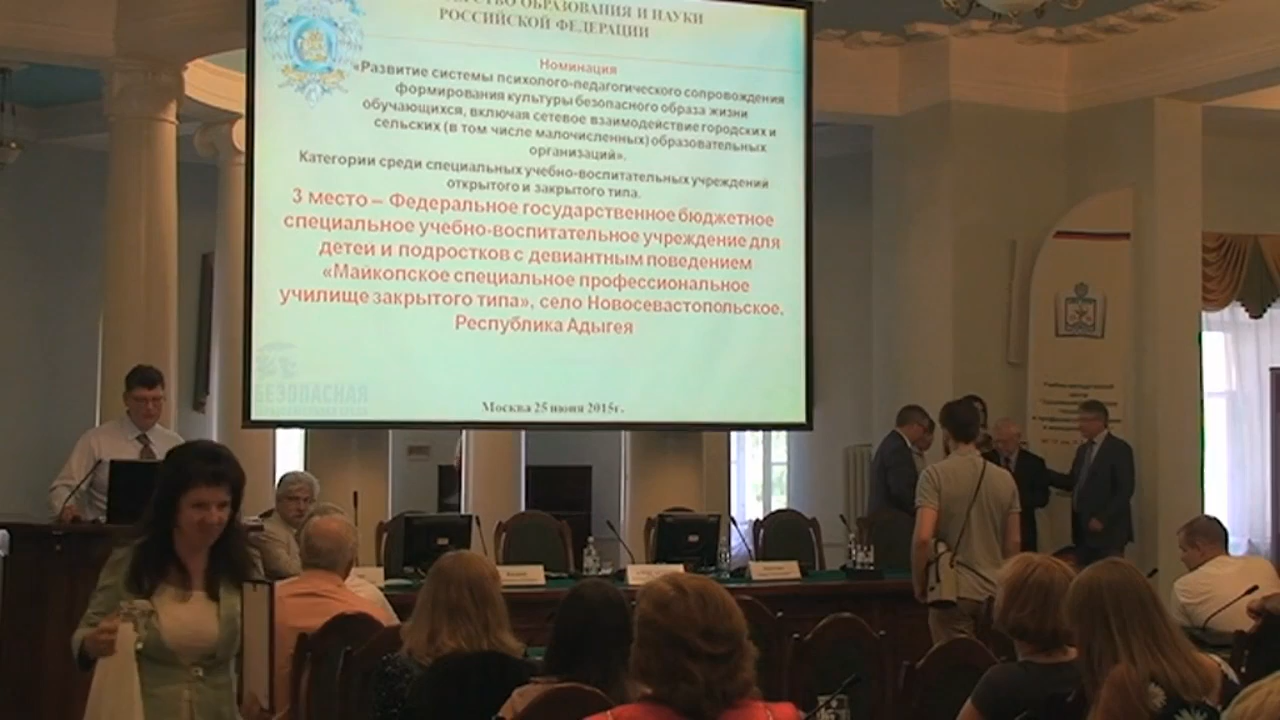 ОБРАЗОВАНИЯ И НАУКИ
РОССИЙСКОЙ ФЕДЕРАЦИИ
Номинация
«Развитие системы психолого-педагогического сопровождения
формирования культуры безопасного образа жизни
обучающихся, включая сетевое взаимодействие городских и
сельских (в том числе малочисленных) образовательных
организаций».
Категории среди специальных учебно-воспитательных учреждений
открытого и закрытого типа.
3 место – Федеральное государственное бюджетное
специальное учебно-воспитательное учреждение для
детей и подростков с девиантным поведением
«Майкопское специальное профессиональное
училище закрытого типа», село Новосевастопольское,
Республика Адыгея
БЕЗОПАСНАЯ
Москва 25 июня 2015г.